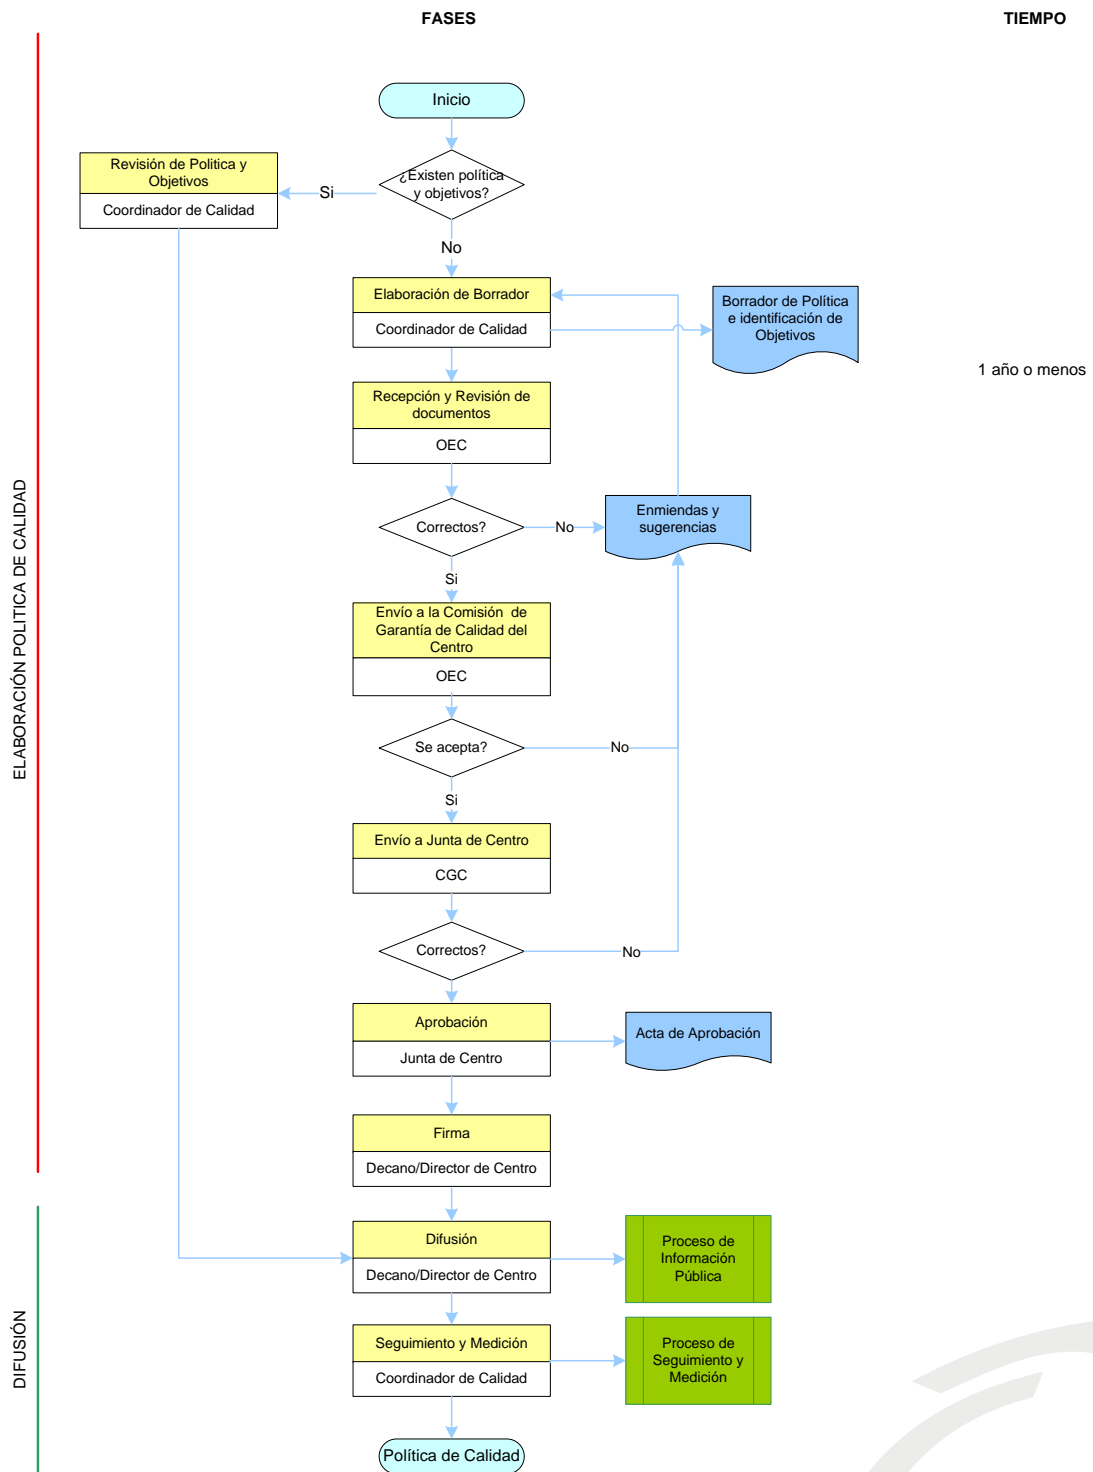 FASES
TIEMPO
Inicio
¿Existen política
y objetivos?
Si
Revisión de Politica y
Objetivos
Coordinador de Calidad
No
Elaboración de Borrador
Coordinador de Calidad
Borrador de Política
e identificación de
Objetivos
1 año o menos
Recepción y Revisión de
documentos
OEC
Correctos?
No
Enmiendas y
sugerencias
Si
Envío a la Comisión de
Garantía de Calidad del
Centro
OEC
Se acepta?
No
Si
Envío a Junta de Centro
CGC
Correctos?
No
Aprobación
Junta de Centro
Acta de Aprobación
Firma
Decano/Director de Centro
ELABORACIÓN POLITICA DE CALIDAD
Difusión
Decano/Director de Centro
Proceso de
Información
Pública
Seguimiento y Medición
Coordinador de Calidad
Proceso de
Seguimiento y
Medición
DIFUSIÓN
Política de Calidad